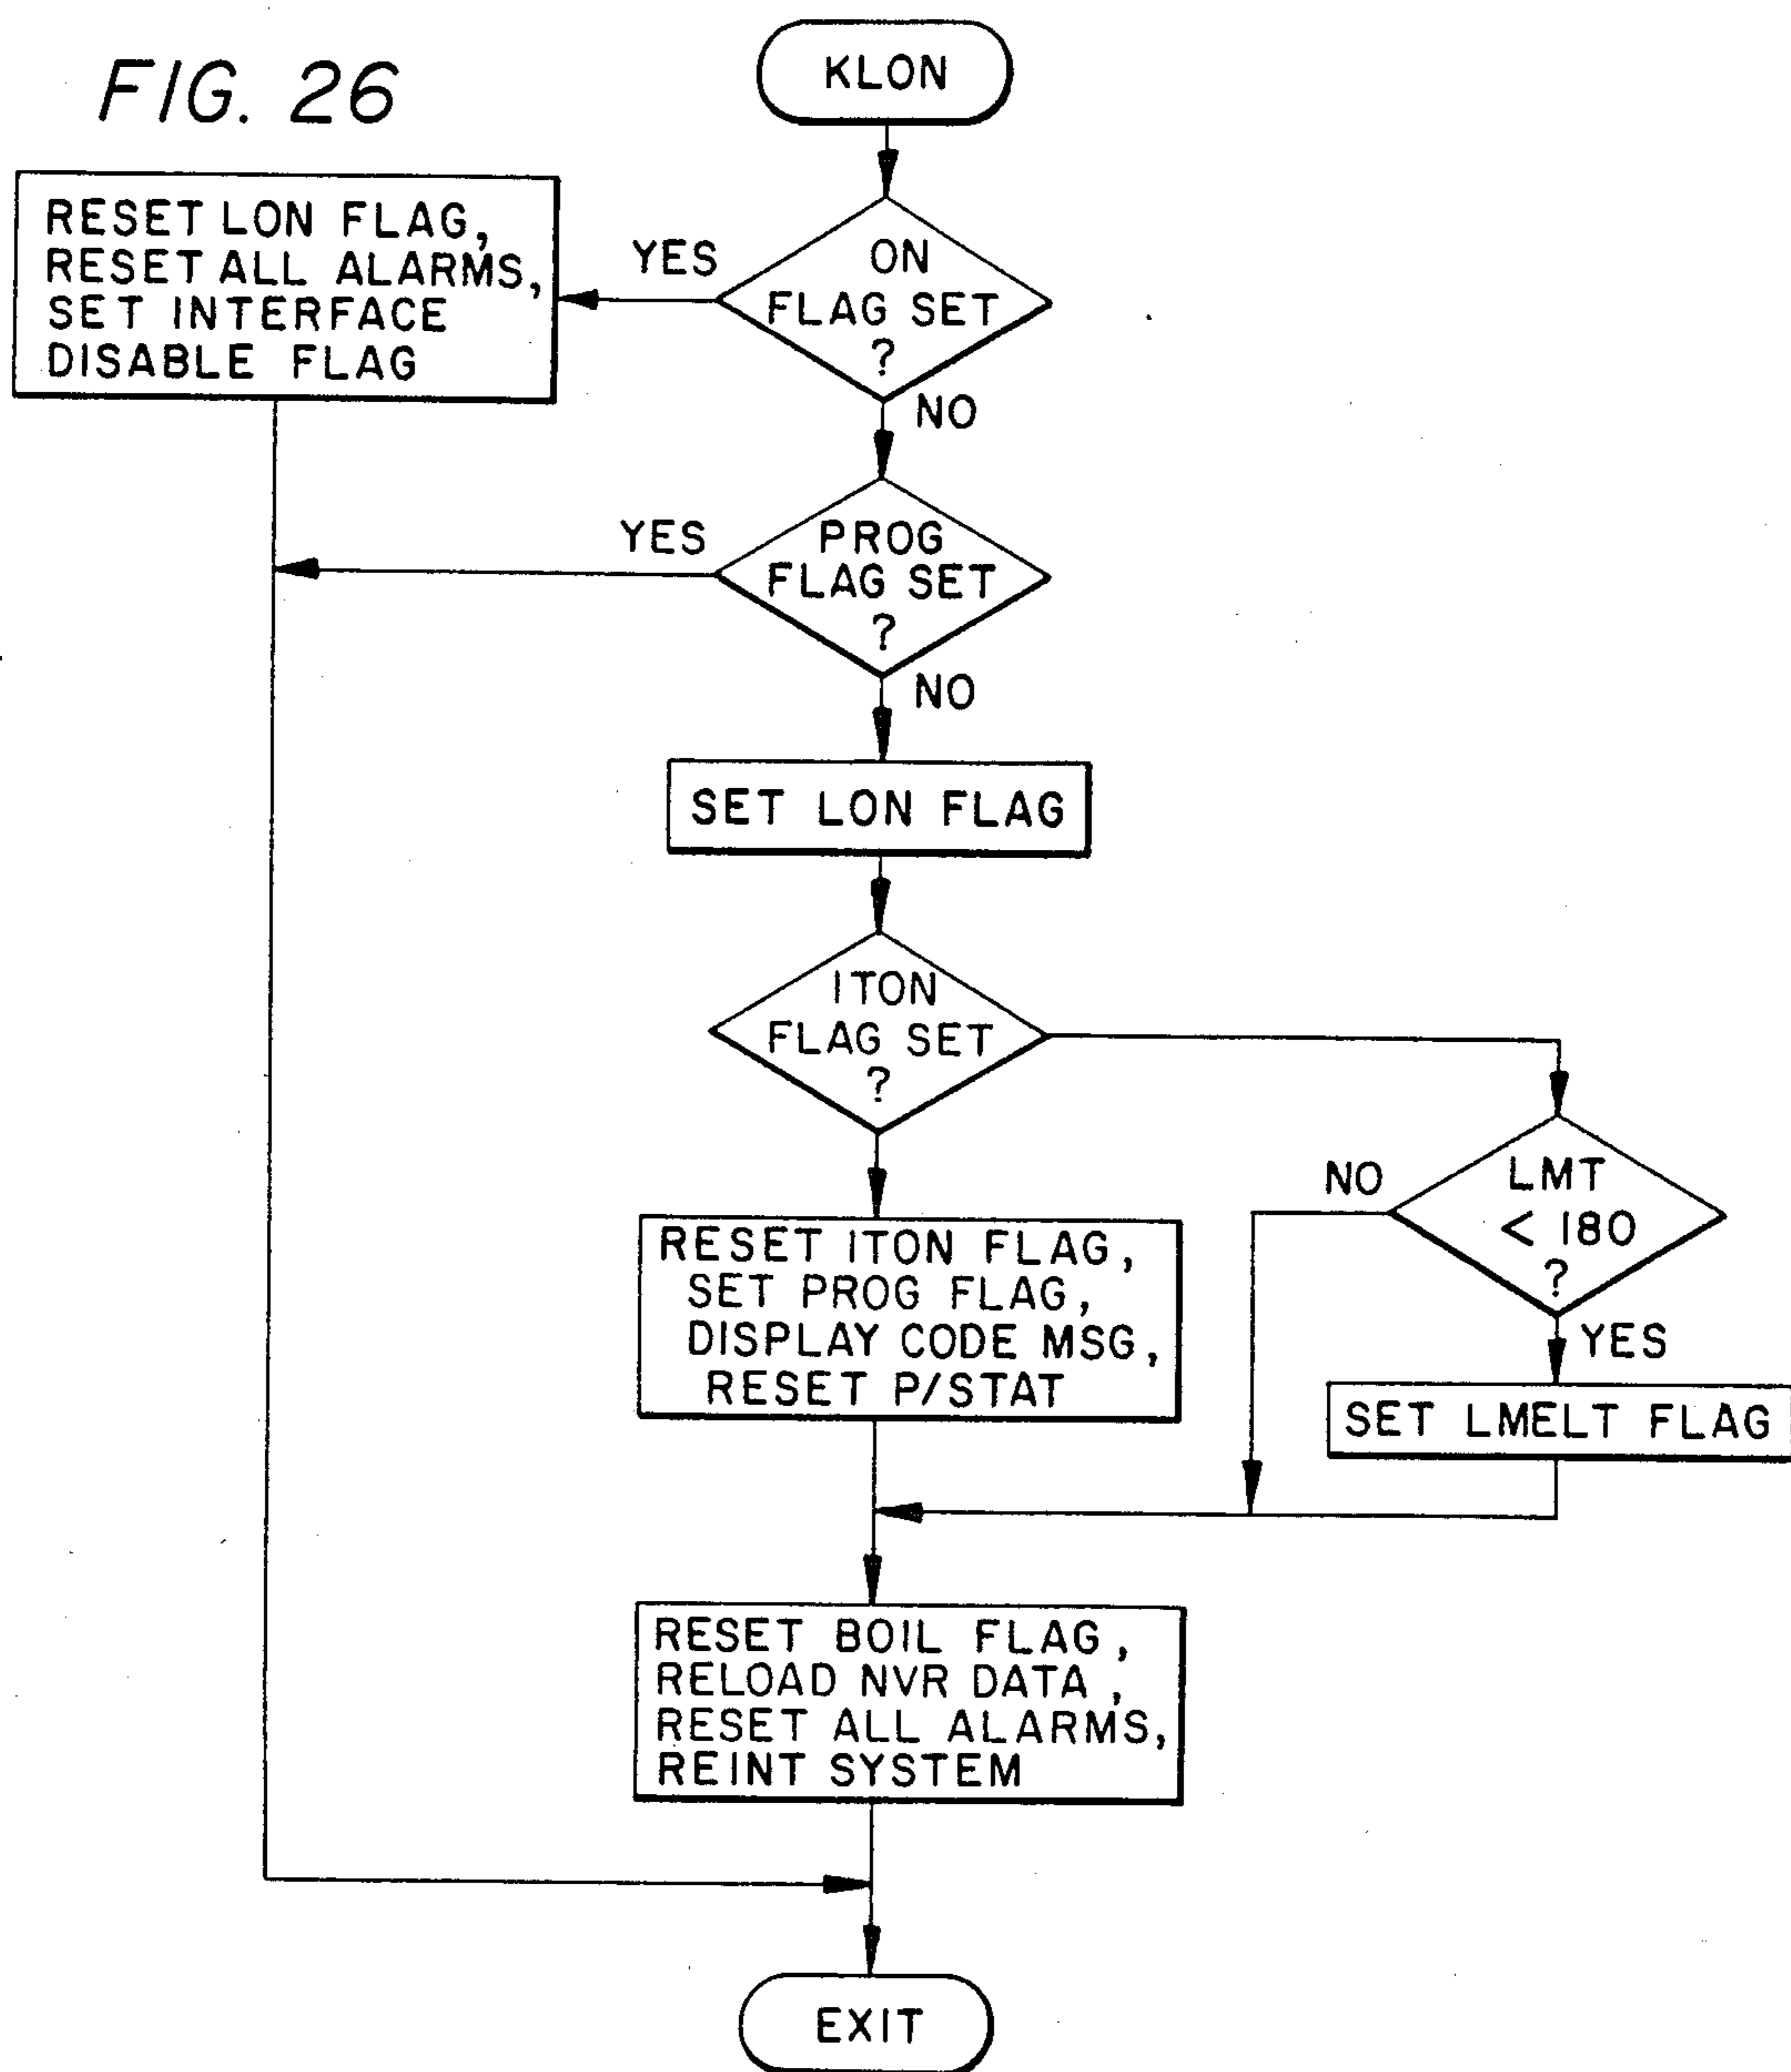 FIG. 26
KLON
ON
FLAG SET
?
YES
NO
RESET LON FLAG,
RESET ALL ALARMS,
SET INTERFACE
DISABLE FLAG
PROG
FLAG SET
?
YES
NO
SET LON FLAG
ITON
FLAG SET
?
LMT
< 180
?
NO
YES
SET LMELT FLAG
RESET ITON FLAG,
SET PROG FLAG,
DISPLAY CODE MSG,
RESET P/STAT
RESET BOIL FLAG,
RELOAD NVR DATA,
RESET ALL ALARMS,
REINT SYSTEM
EXIT